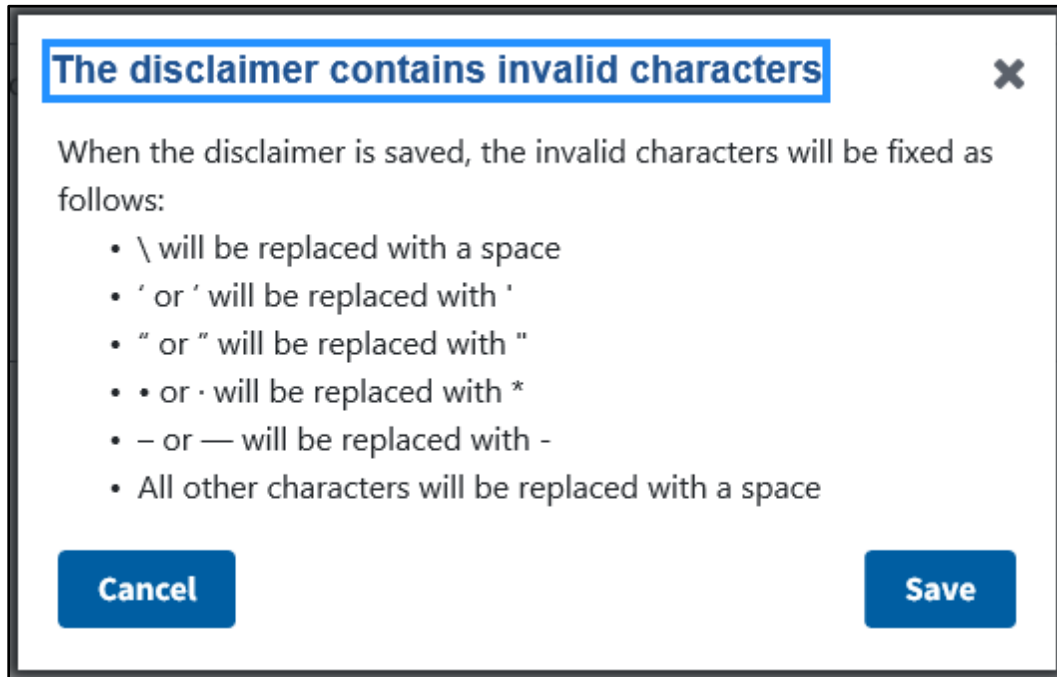 The disclaimer contains invalid characters
When the disclaimer is saved, the invalid characters will be fixed as
follows:
• \ will be replaced with a space
• ‘ or ‘ will be replaced with '
• “ or ” will be replaced with "
• • or · will be replaced with *
• – or — will be replaced with -
• All other characters will be replaced with a space
Cancel
Save